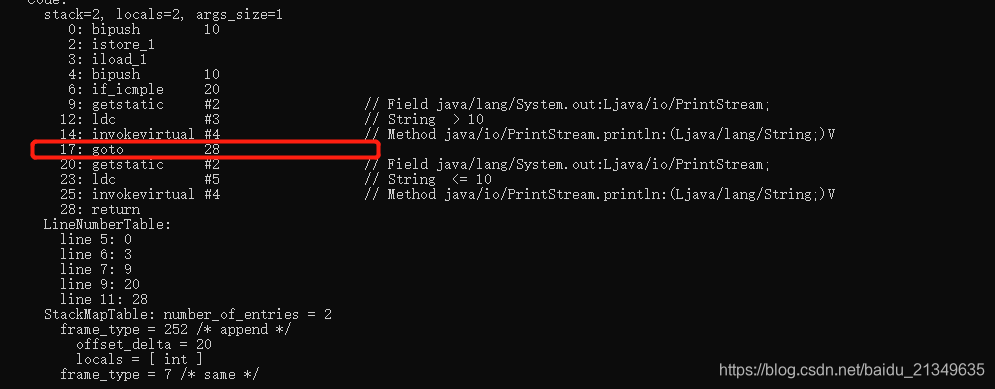 Code:
stack=2, locals=2, args_size=1
0: bipush 10
2: istore_1
3: iload_1
4: bipush 10
6: if_icmple 20
9: getstatic #2 // Field java/lang/System.out:Ljava/io/PrintStream;
12: ldc #3 // String > 10
14: invokevirtual #4 // Method java/io/PrintStream.println:(Ljava/lang/String;)V
17: goto 28
20: getstatic #2 // Field java/lang/System.out:Ljava/io/PrintStream;
23: ldc #5 // String <= 10
25: invokevirtual #4 // Method java/io/PrintStream.println:(Ljava/lang/String;)V
28: return
LineNumberTable:
line 5: 0
line 6: 3
line 7: 9
line 9: 20
line 11: 28
StackMapTable: number_of_entries = 2
frame_type = 252 /* append */
offset_delta = 20
locals = [ int ]
frame_type = 7 /* same */
https://blog.csdn.net/baidu_21349635